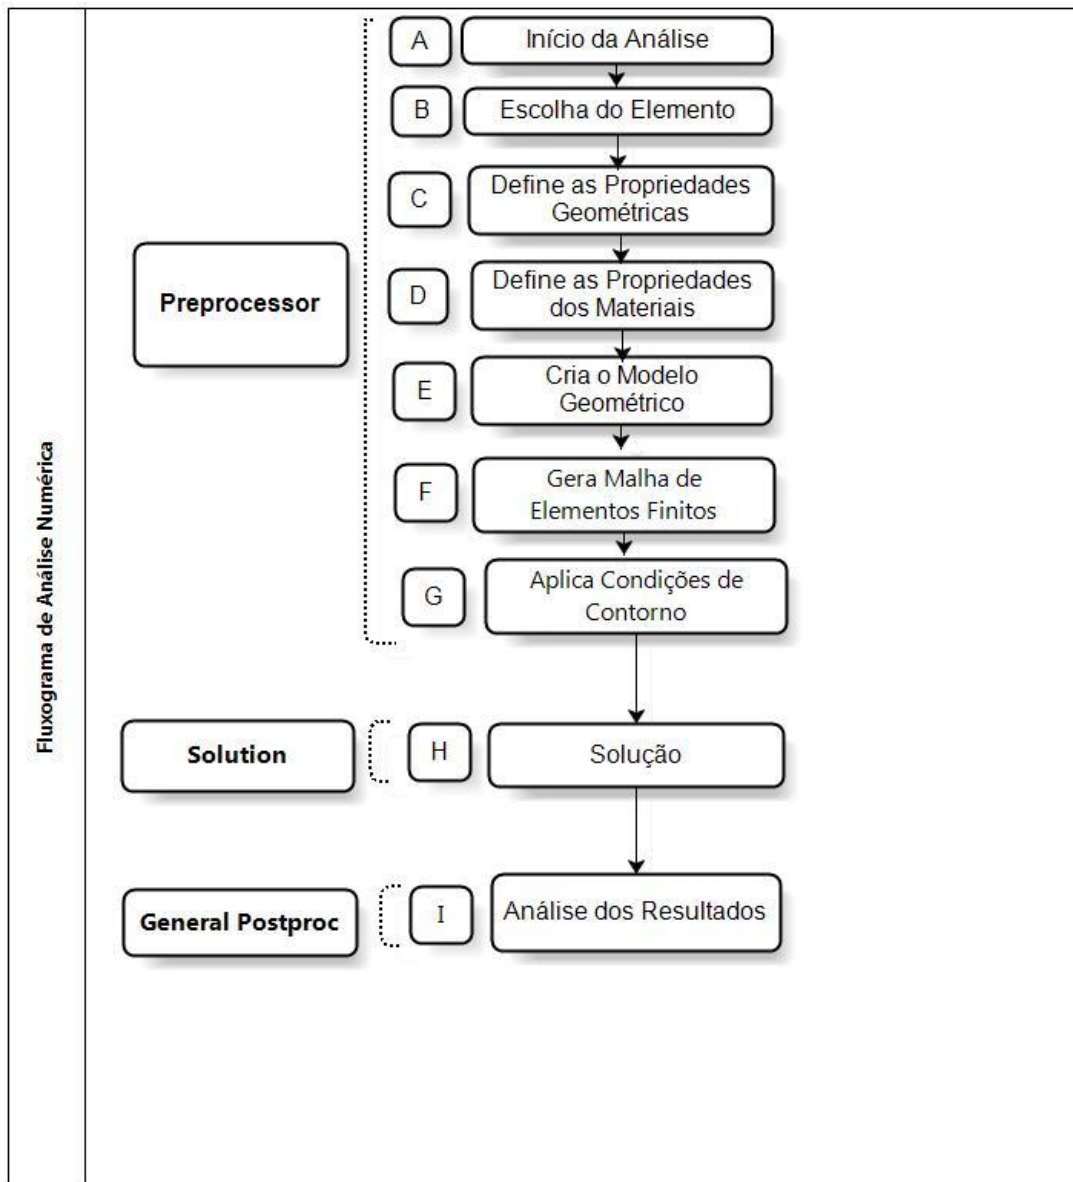 Fluxograma de Análise Numérica
Preprocessor
A
Início da Análise
B
Escolha do Elemento
C
Define as Propriedades
Geométricas
D
Define as Propriedades
dos Materiais
E
Cria o Modelo
Geométrico
F
Gera Malha de
Elementos Finitos
G
Aplica Condições de
Contorno
Solution
H
Solução
General Postproc
I
Análise dos Resultados